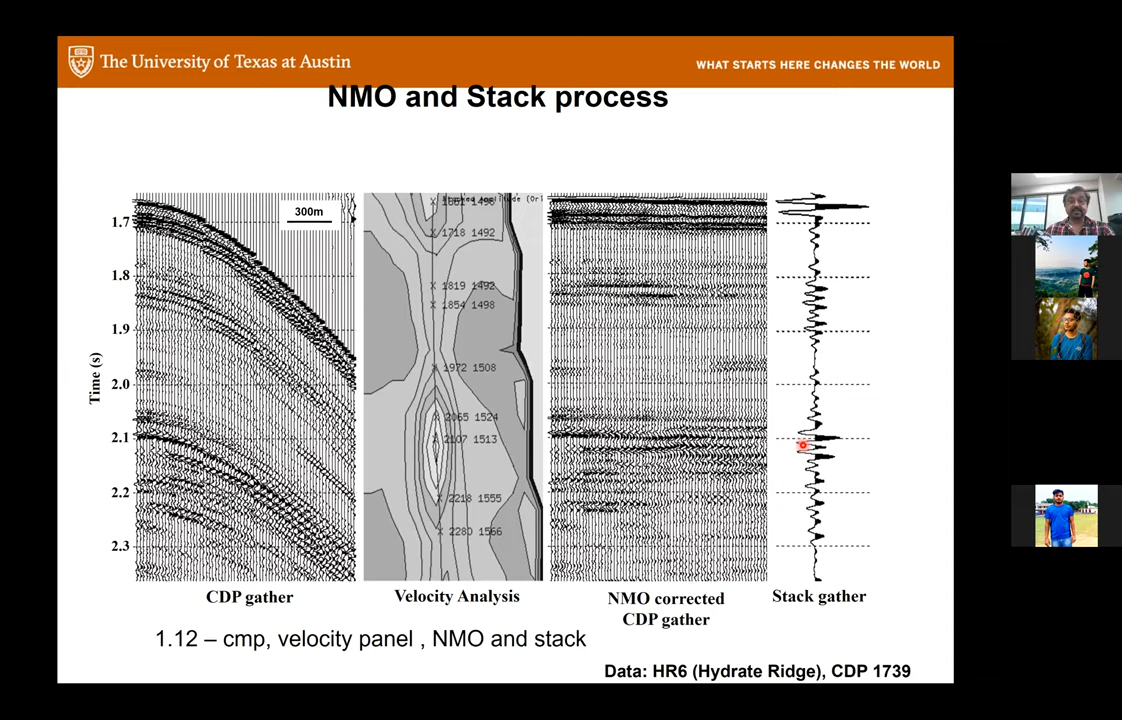 The University of Texas at Austin
WHAT STARTS HERE CHANGES THE WORLD
NMO and Stack process
300m
Time (s)
1.7
1.8
1.9
2.0
2.1
2.2
2.3
1718 1492
1819 1492
1854 1498
1972 1508
2065 1524
2107 1513
2218 1555
2280 1566
CDP gather
Velocity Analysis
NMO corrected
CDP gather
Stack gather
1.12 – cmp, velocity panel , NMO and stack
Data: HR6 (Hydrate Ridge), CDP 1739